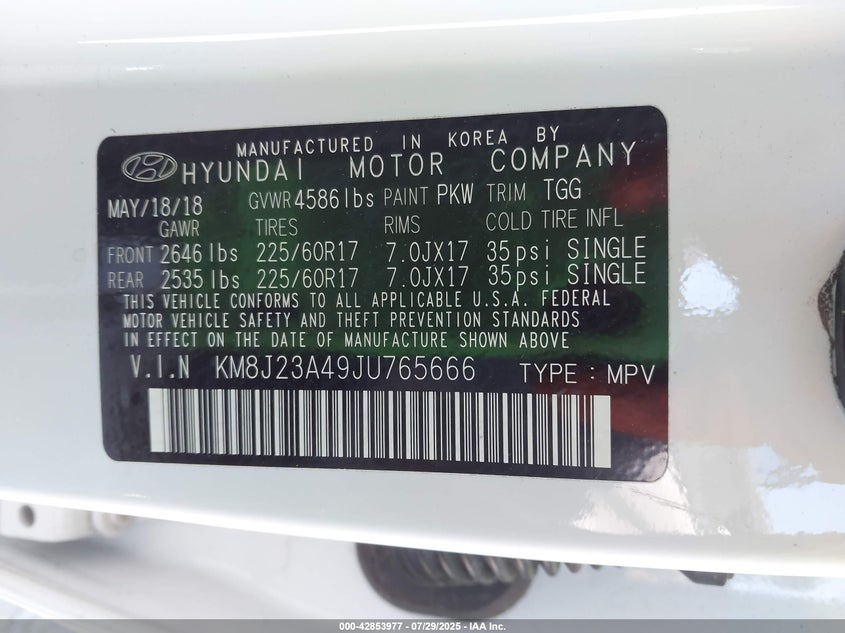 MANUFACTURED IN KOREA BY
HYUNDAI MOTOR COMPANY
MAY/18/18 GVWR 4586lbs PAINT PKW TRIM TGG
GAWR TIRES RIMS COLD TIRE INFL
FRONT 2646 lbs 225/60R17 7.0JX17 35psi SINGLE
REAR 2535 lbs 225/60R17 7.0JX17 35psi SINGLE
THIS VEHICLE CONFORMS TO ALL APPLICABLE U.S.A. FEDERAL
MOTOR VEHICLE SAFETY AND THEFT PREVENTION STANDARDS
IN EFFECT ON THE DATE OF MANUFACTURE SHOWN ABOVE
V.I.N KM8J23A49JU765666 TYPE : MPV
000-42853977 - 07/29/2025 - IAA Inc.